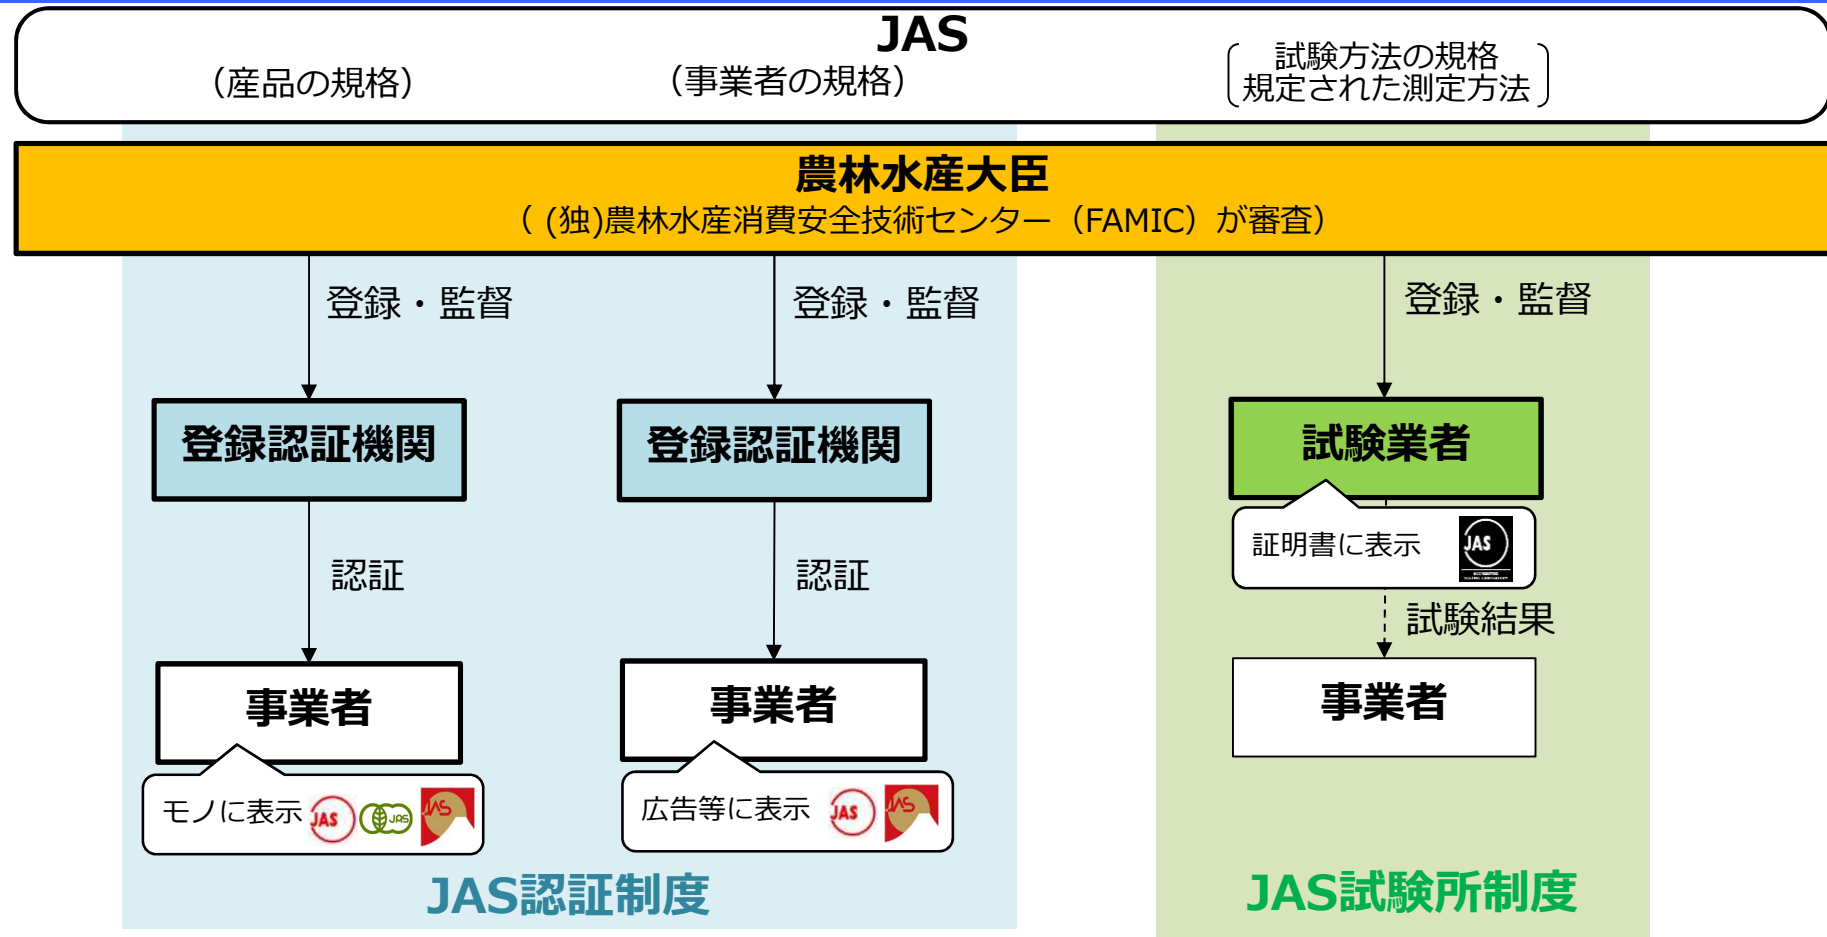 JAS
（産品の規格）
（事業者の規格）
試験方法の規格
規定された測定方法
農林水産大臣
（ (独)農林水産消費安全技術センター（FAMIC）が審査）
登録・監督
登録・監督
登録・監督
登録認証機関
登録認証機関
試験業者
証明書に表示
JAS
認証
認証
試験結果
事業者
事業者
事業者
モノに表示
JAS
JAS
JAS
広告等に表示
JAS
JAS
JAS認証制度
JAS試験所制度